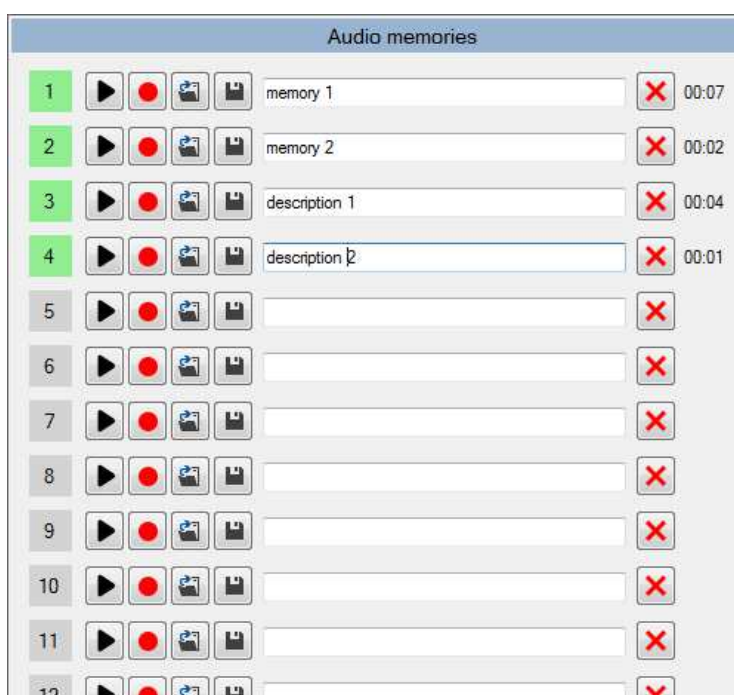 Audio memories
1 memory 1 00:07
2 memory 2 00:02
3 description 1 00:04
4 description 2 00:01
5
6
7
8
9
10
11
12